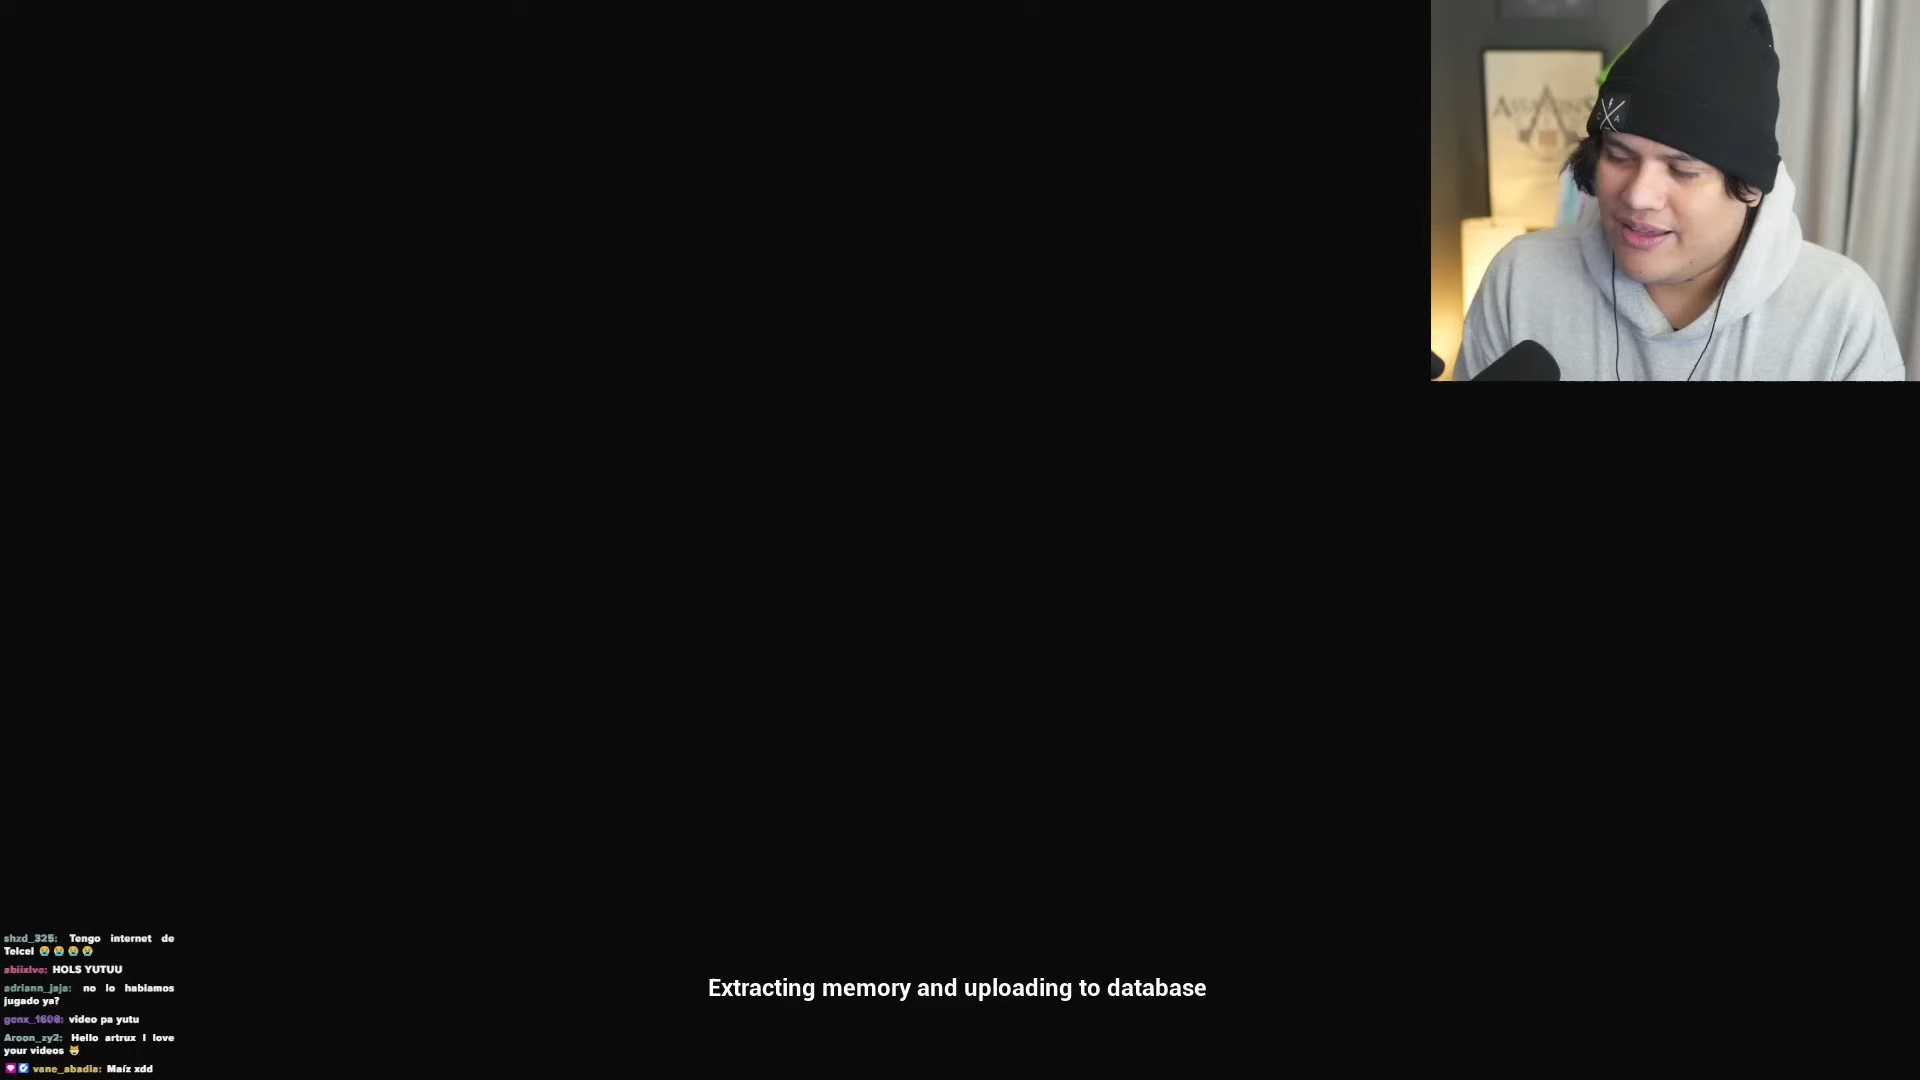 ASSASSIN'S
C A
shzd_325: Tengo internet de
Telcel 😭😭😭😭
abiixlve: HOLS YUTUU
adriann_jaja: no lo habiamos
jugado ya?
genx_1608: video pa yutu
Aroon_zy2: Hello artrux I love
your videos 😸
vane_abadia: Maíz xdd
Extracting memory and uploading to database